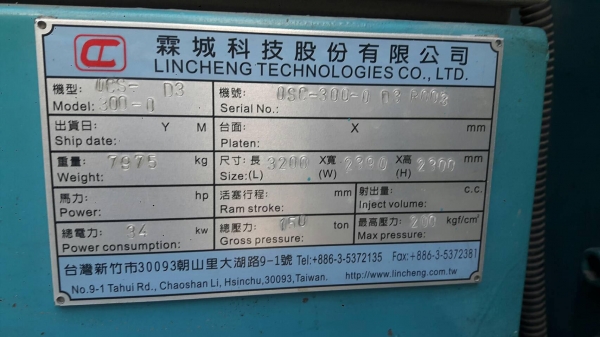 霖城科技股份有限公司
LINCHENG TECHNOLOGIES CO., LTD.
機型: D3 機號:
Model: 300-Q Serial No.:
出貨日: Y M 台面: X mm
Ship date: Platen:
重量: 7975 kg 尺寸: 長 3200 X寬 X高 mm
Weight: Size:(L) (W) (H)
馬力: hp 活塞行程: mm 射出量: c.c.
Power: Ram stroke: Inject volume:
總電力: kw 總壓力: ton 最高壓力: kgf/cm²
Power consumption: Gross pressure: Max pressure:
台灣新竹市30093朝山里大湖路9-1號 Tel:+886-3-5372135 Fax:+886-3-5372381
No.9-1 Tahui Rd., Chaoshan Li, Hsinchu,30093,Taiwan. http://www.lincheng.com.tw